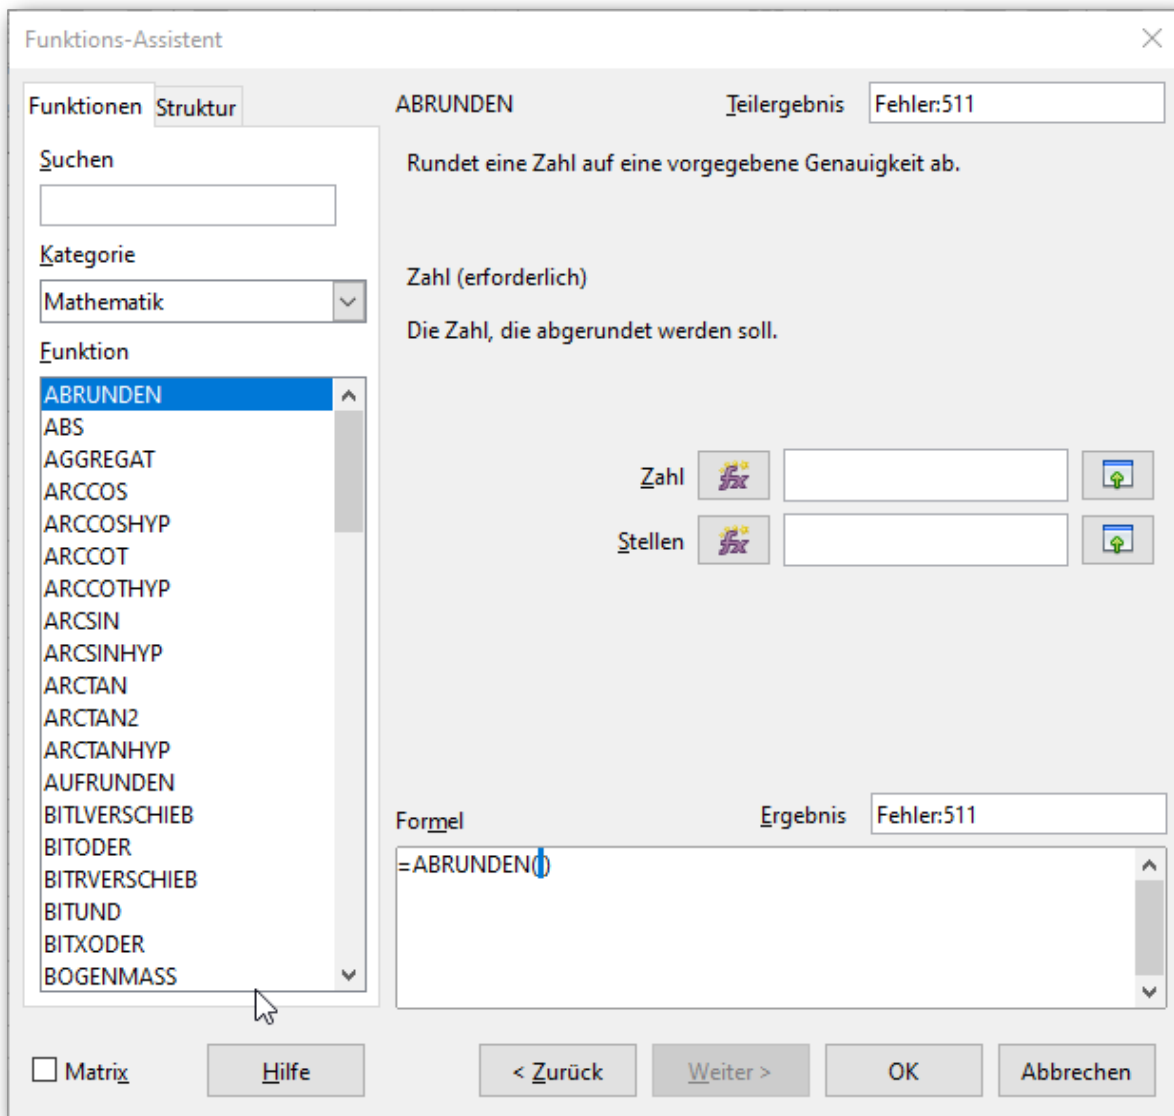 Funktions-Assistent
Funktionen Struktur
Suchen
Kategorie
Mathematik
Funktion
ABRUNDEN
ABS
AGGREGAT
ARCCOS
ARCCOSHYP
ARCCOT
ARCCOTHYP
ARCSIN
ARCSINHYP
ARCTAN
ARCTAN2
ARCTANHYP
AUFRUNDEN
BITLVERSCHIEB
BITODER
BITRVERSCHIEB
BITUND
BITXODER
BOGENMASS
ABRUNDEN Teilergebnis Fehler:511
Rundet eine Zahl auf eine vorgegebene Genauigkeit ab.
Zahl (erforderlich)
Die Zahl, die abgerundet werden soll.
Zahl fx
Stellen fx
Formel Ergebnis Fehler:511
=ABRUNDEN()
Matrix Hilfe < Zurück Weiter > OK Abbrechen